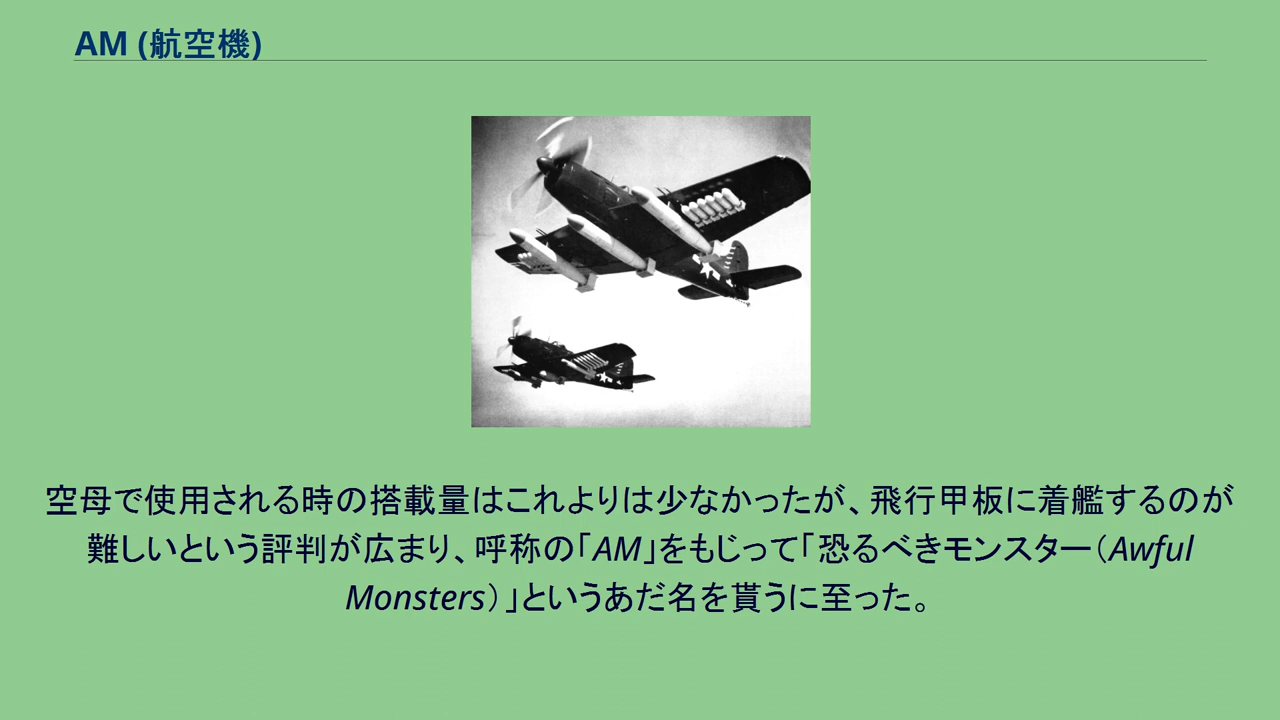 AM (航空機)
空母で使用される時の搭載量はこれよりは少なかったが、飛行甲板に着艦するのが
難しいという評判が広まり、呼称の「AM」をもじって「恐るべきモンスター（Awful
Monsters）」というあだ名を貰うに至った。